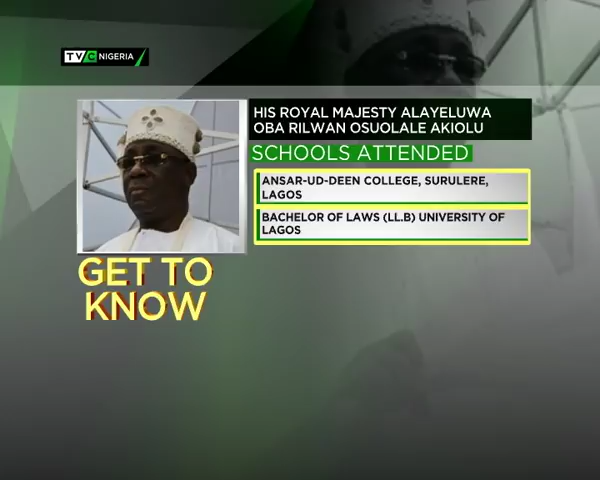 TVC NIGERIA
HIS ROYAL MAJESTY ALAYELUWA
OBA RILWAN OSUOLALE AKIOLU
SCHOOLS ATTENDED
ANSAR-UD-DEEN COLLEGE, SURULERE,
LAGOS
BACHELOR OF LAWS (LL.B) UNIVERSITY OF
LAGOS
GET TO
KNOW